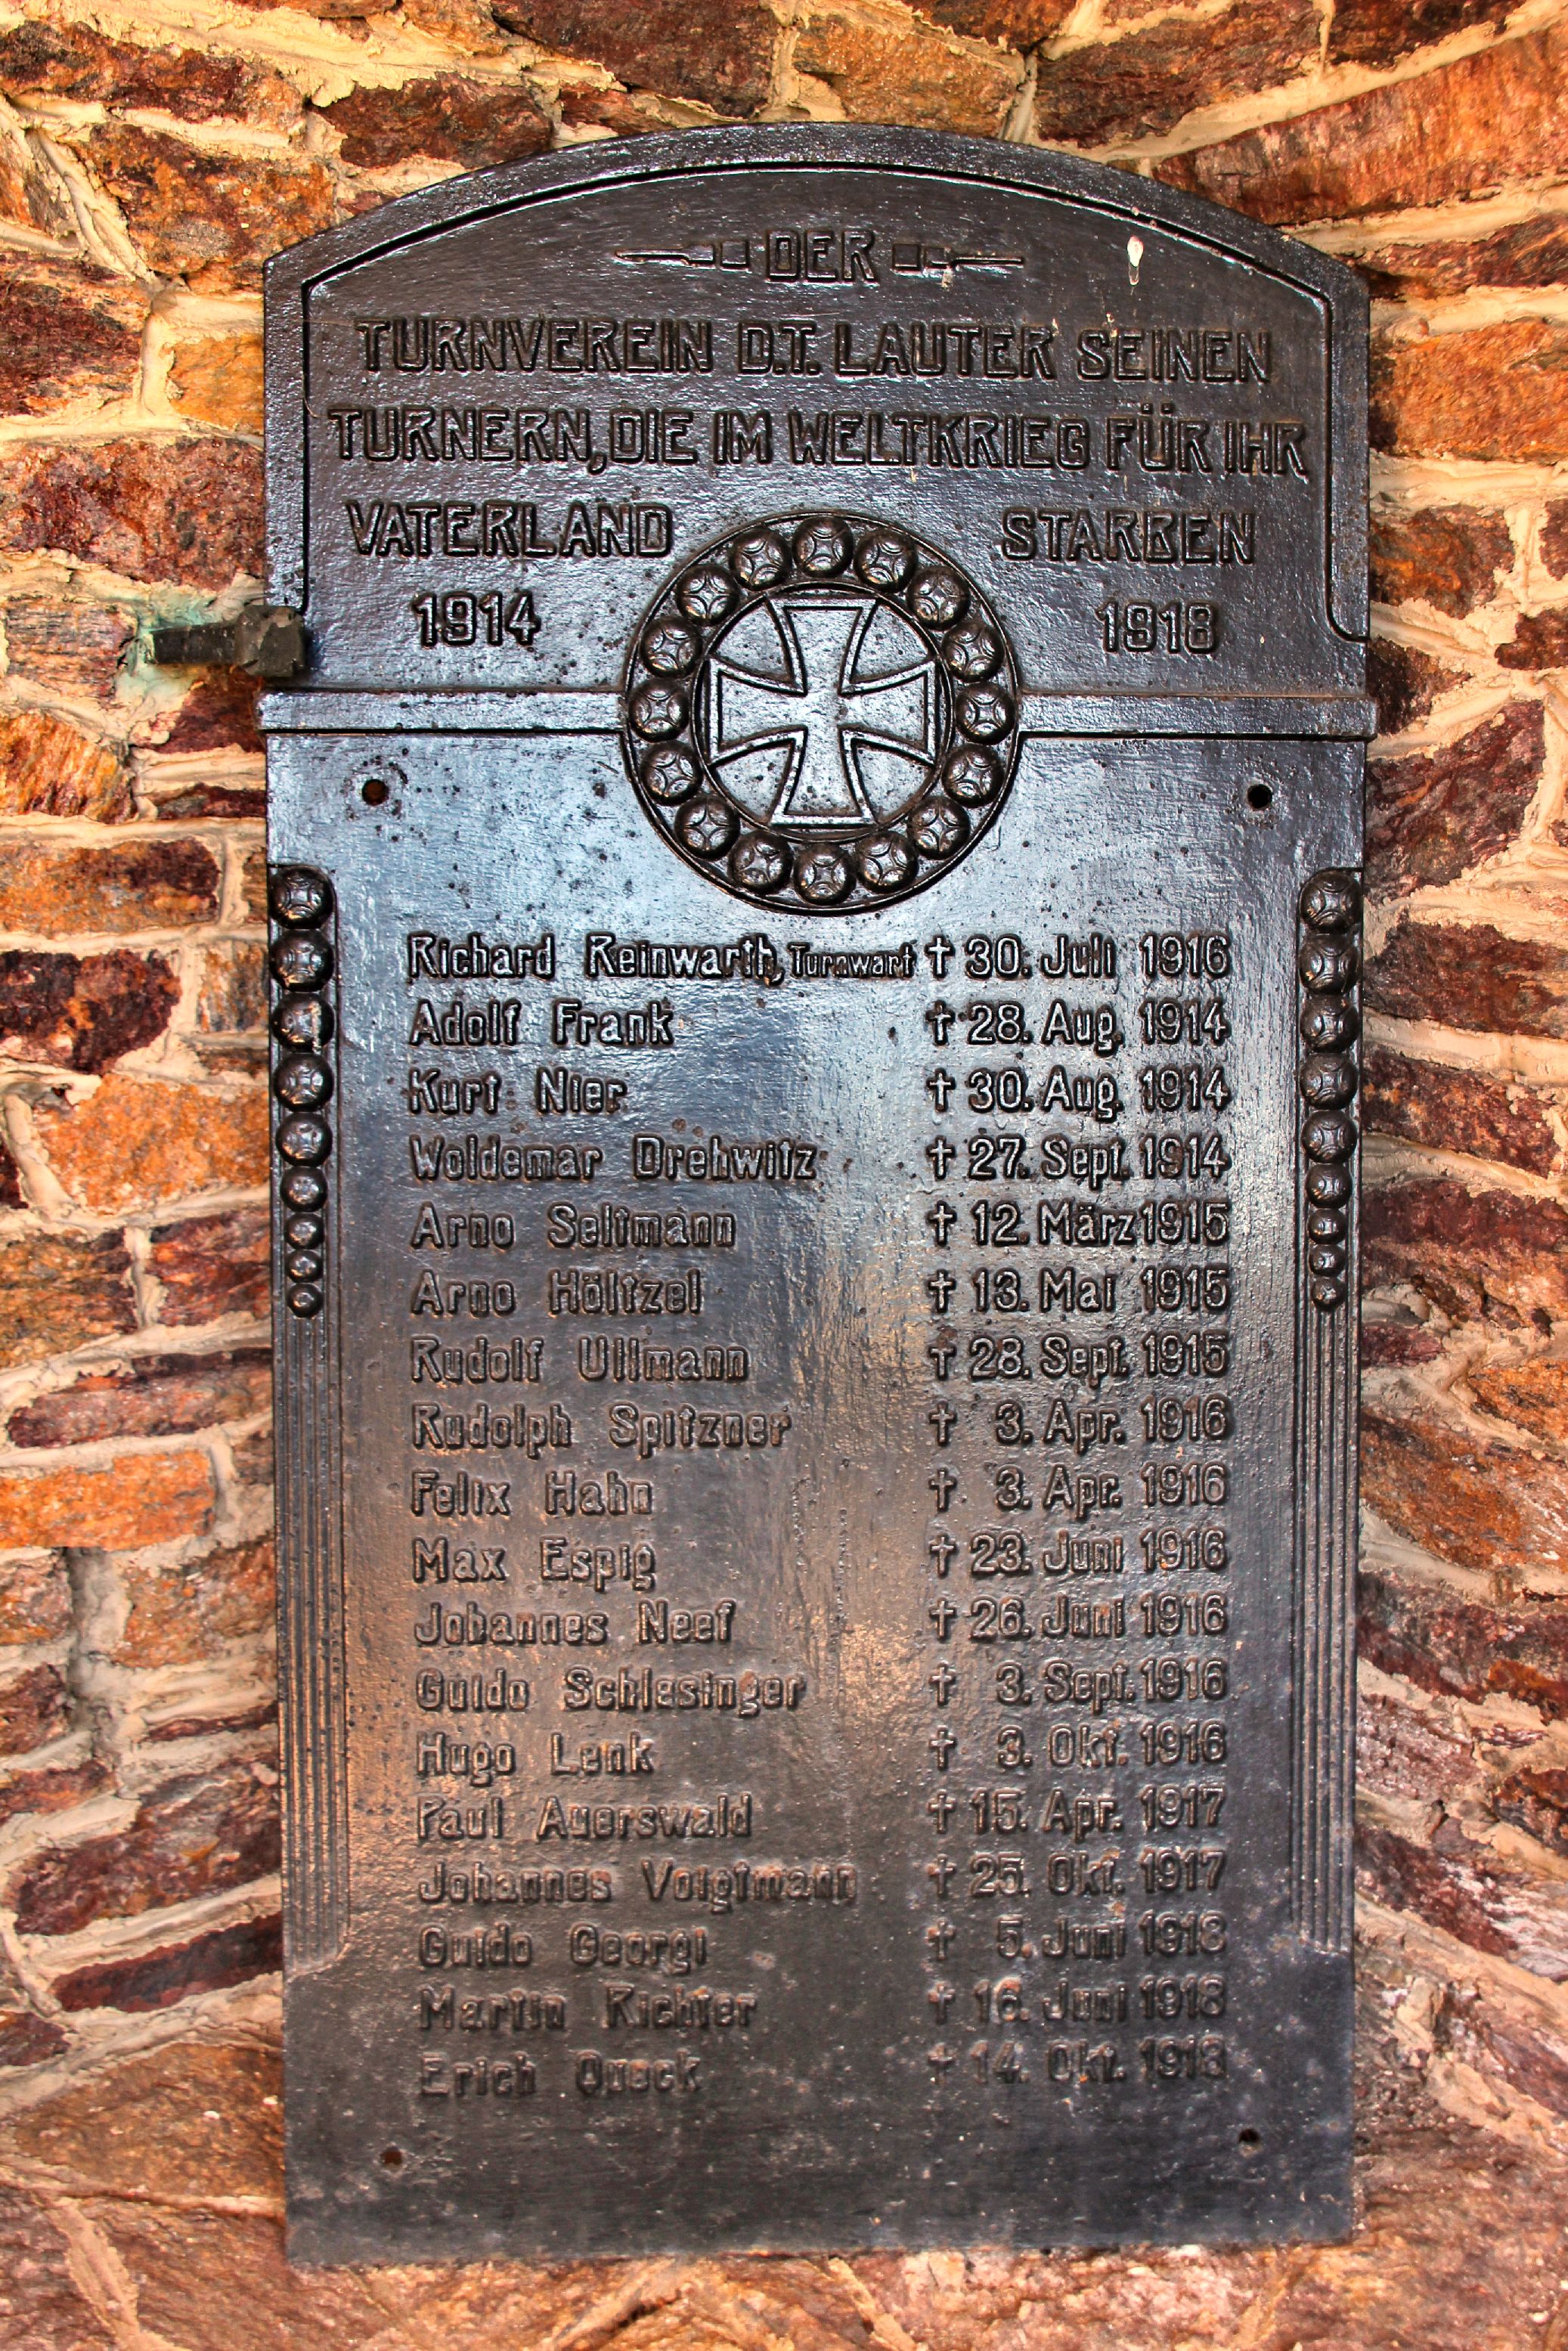 DER
TURNVEREIN D.T. LAUTER SEINEN
TURNERN, DIE IM WELTKRIEG FÜR IHR
VATERLAND STARBEN
1914 1918
Richard Reinwarth, Turnwart † 30. Juli 1916
Adolf Frank † 28. Aug. 1914
Kurt Nier † 30. Aug. 1914
Woldemar Drehwitz † 27. Sept. 1914
Arno Seltmann † 12. März 1915
Arno Höltzel † 13. Mai 1915
Rudolf Ullmann † 28. Sept. 1915
Rudolph Spitzner † 3. Apr. 1916
Felix Hahn † 3. Apr. 1916
Max Espig † 23. Juni 1916
Johannes Neef † 26. Juni 1916
Guido Schlesinger † 3. Sept. 1916
Hugo Lenk † 3. Okt. 1916
Paul Auerswald † 15. Apr. 1917
Johannes Voigtmann † 25. Okt. 1917
Guido Georgi † 5. Juni 1918
Martin Richter † 16. Juni 1918
Erich Queck † 14. Okt. 1918